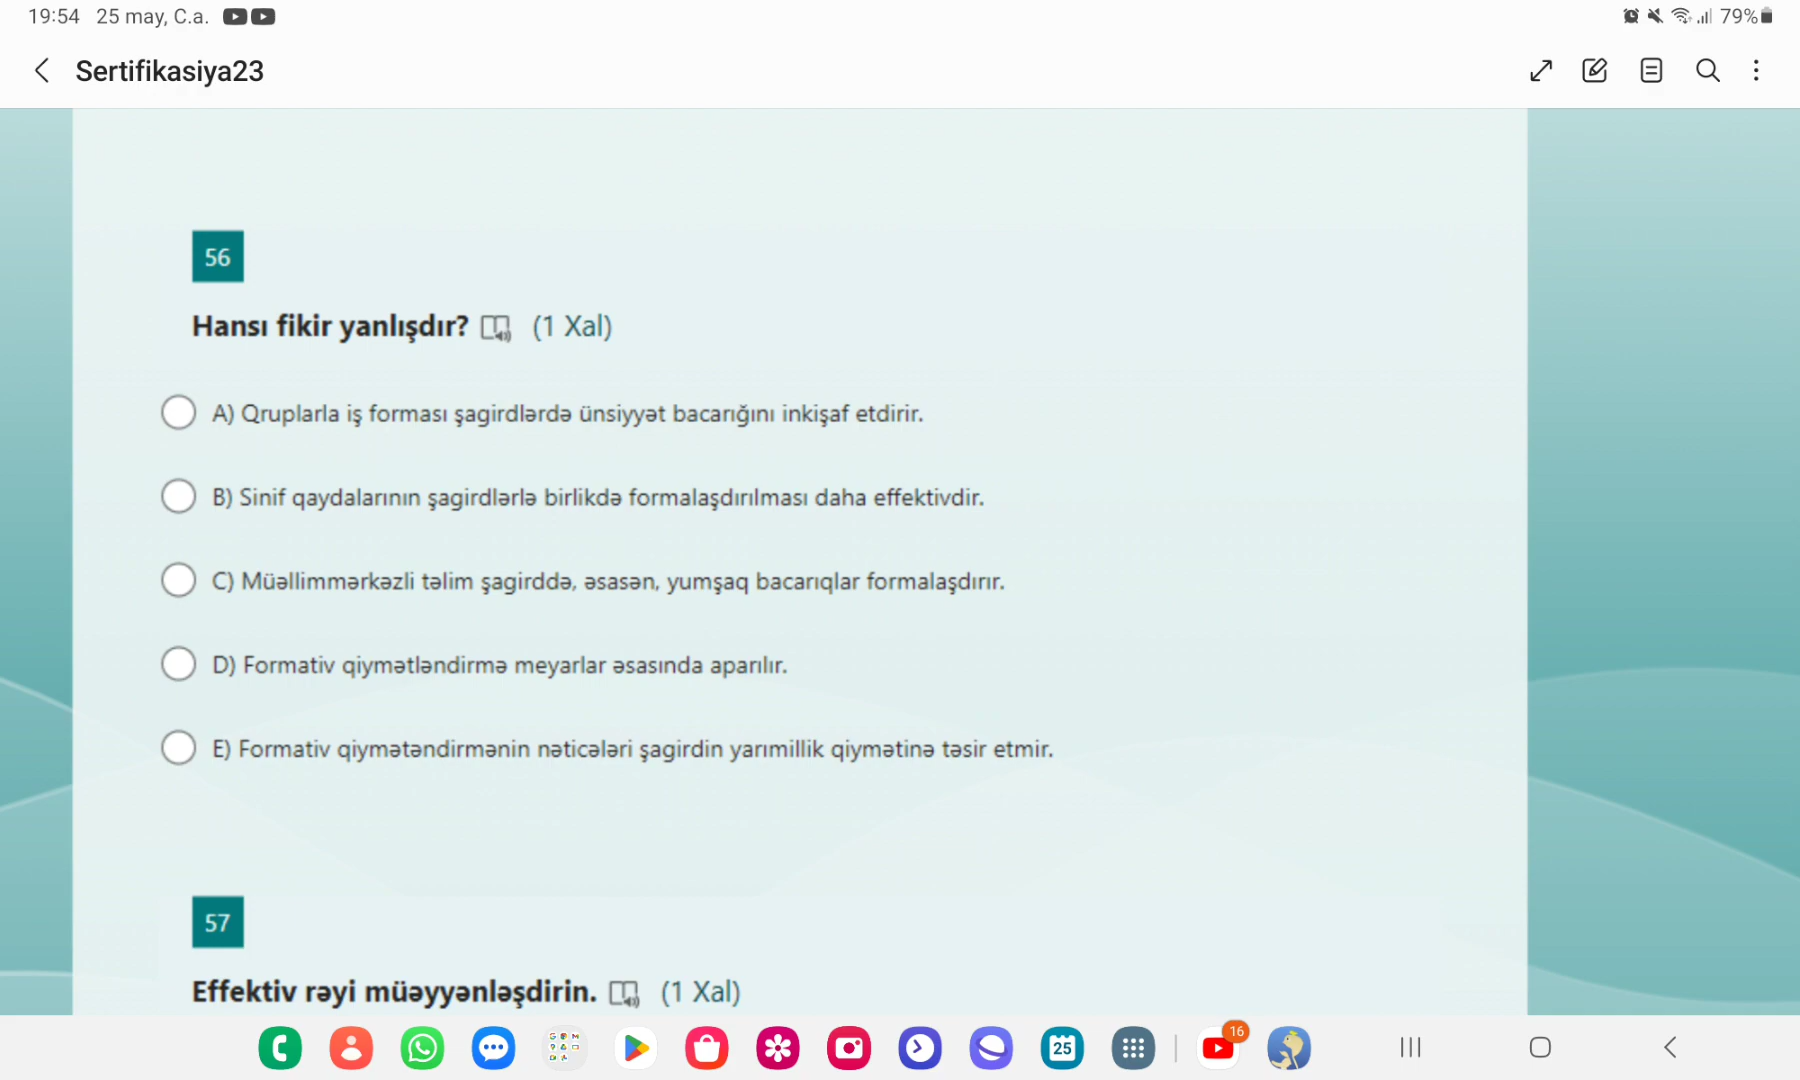 19:54 25 may, C.a.
79%
Sertifikasiya23
56
Hansı fikir yanlışdır? (1 Xal)
A) Qruplarla iş forması şagirdlərdə ünsiyyət bacarığını inkişaf etdirir.
B) Sinif qaydalarının şagirdlərlə birlikdə formalaşdırılması daha effektivdir.
C) Müəllimmərkəzli təlim şagirddə, əsasən, yumşaq bacarıqlar formalaşdırır.
D) Formativ qiymətləndirmə meyarlar əsasında aparılır.
E) Formativ qiymətəndirmənin nəticələri şagirdin yarımillik qiymətinə təsir etmir.
57
Effektiv rəyi müəyyənləşdirin. (1 Xal)
25
16